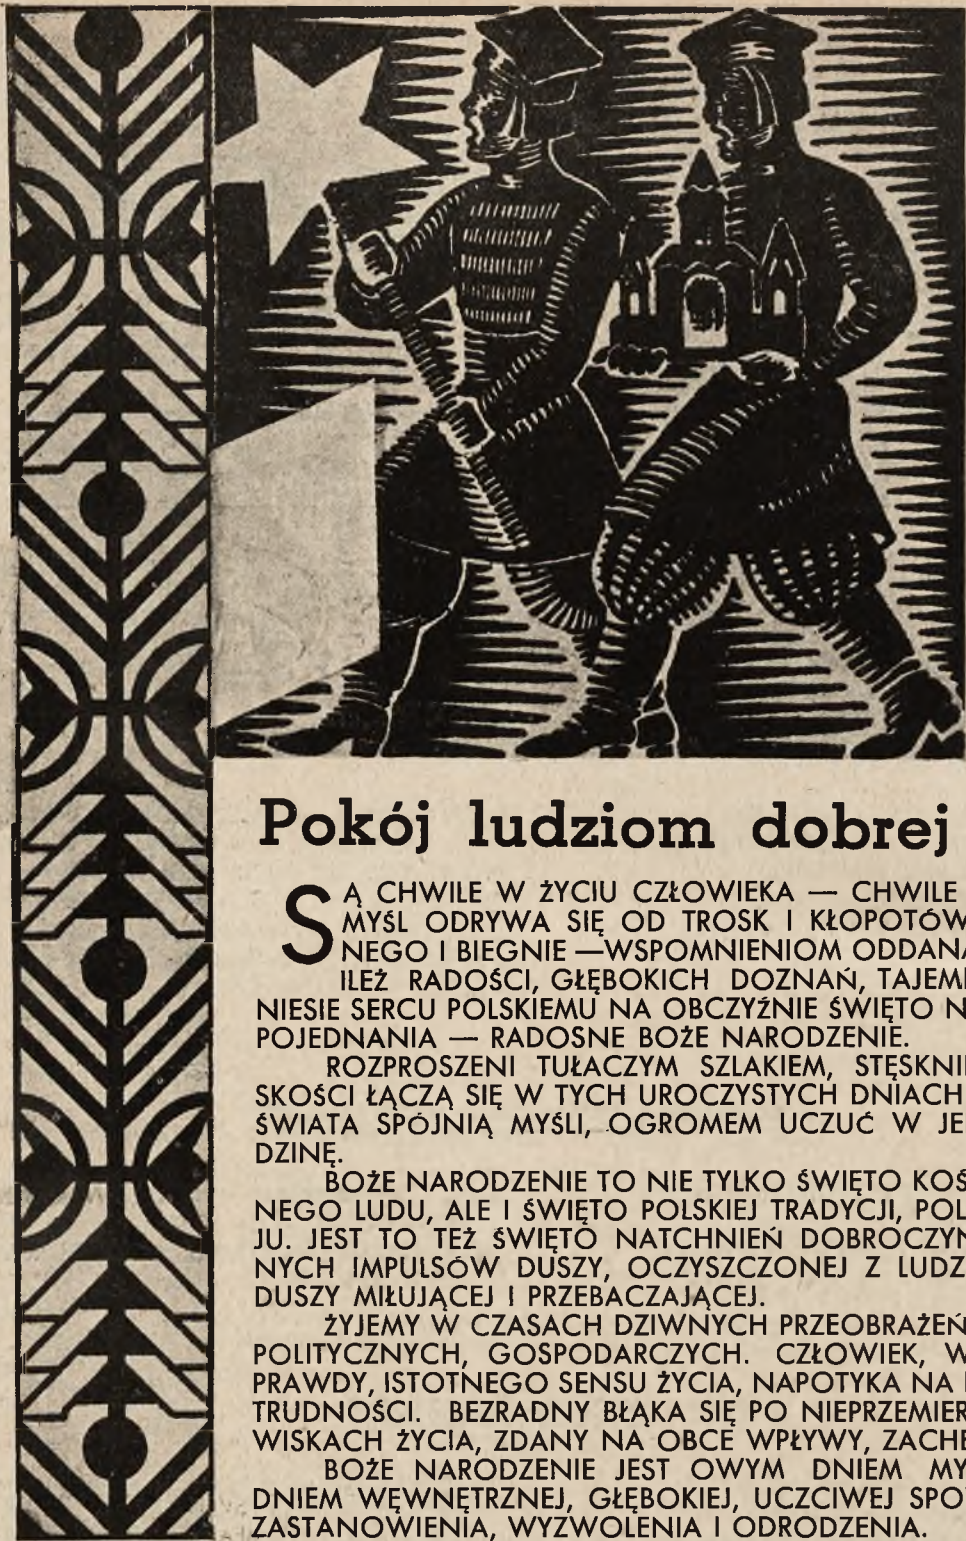 Pokój ludziom dobrej
SĄ CHWILE W ŻYCIU CZŁOWIEKA — CHWILE
MYŚL ODRYWA SIĘ OD TROSK I KŁOPOTÓW
NEGO I BIEGNIE —WSPOMNIENIOM ODDANA
ILEŻ RADOŚCI, GŁĘBOKICH DOZNAŃ, TAJEM
NIESIE SERCU POLSKIEMU NA OBCZYŹNIE ŚWIĘTO N
POJEDNANIA — RADOSNE BOŻE NARODZENIE.
ROZPROSZENI TUŁACZYM SZLAKIEM, STĘSKNI
SKOŚCI ŁĄCZĄ SIĘ W TYCH UROCZYSTYCH DNIACH
ŚWIATA SPÓJNIĄ MYŚLI, OGROMEM UCZUĆ W JE
DZINĘ.
BOŻE NARODZENIE TO NIE TYLKO ŚWIĘTO KOŚ
NEGO LUDU, ALE I ŚWIĘTO POLSKIEJ TRADYCJI, POL
JU. JEST TO TEŻ ŚWIĘTO NATCHNIEŃ DOBROCZYN
NYCH IMPULSÓW DUSZY, OCZYSZCZONEJ Z LUDZ
DUSZY MIŁUJĄCEJ I PRZEBACZAJĄCEJ.
ŻYJEMY W CZASACH DZIWNYCH PRZEOBRAŻEŃ
POLITYCZNYCH, GOSPODARCZYCH. CZŁOWIEK, W
PRAWDY, ISTOTNEGO SENSU ŻYCIA, NAPOTYKA NA
TRUDNOŚCI. BEZRADNY BŁĄKA SIĘ PO NIEPRZEMIER
WISKACH ŻYCIA, ZDANY NA OBCE WPŁYWY, ZACHE
BOŻE NARODZENIE JEST OWYM DNIEM MY
DNIEM WĘWNĘTRZNEJ, GŁĘBOKIEJ, UCZCIWEJ SPO
ZASTANOWIENIA, WYZWOLENIA I ODRODZENIA.